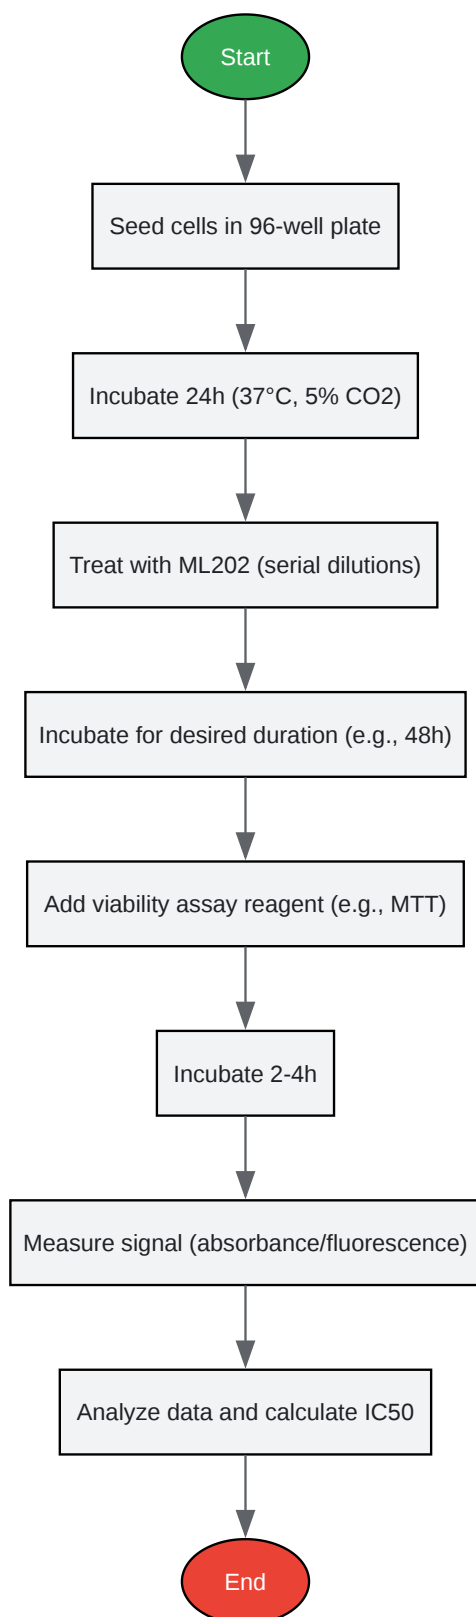 Start
Seed cells in 96-well plate
Incubate 24h (37°C, 5% CO2)
Treat with ML202 (serial dilutions)
Incubate for desired duration (e.g., 48h)
Add viability assay reagent (e.g., MTT)
Incubate 2-4h
Measure signal (absorbance/fluorescence)
Analyze data and calculate IC50
End